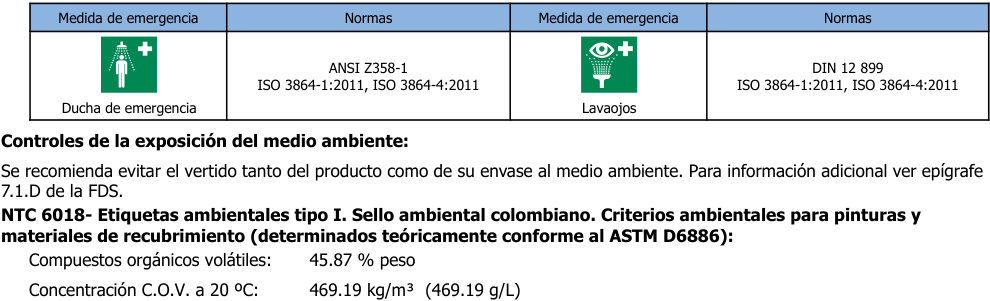 Medida de emergencia Normas Medida de emergencia Normas
ANSI Z358-1
ISO 3864-1:2011, ISO 3864-4:2011
Ducha de emergencia
DIN 12 899
ISO 3864-1:2011, ISO 3864-4:2011
Lavaojos
Controles de la exposición del medio ambiente:
Se recomienda evitar el vertido tanto del producto como de su envase al medio ambiente. Para información adicional ver epígrafe
7.1.D de la FDS.
NTC 6018- Etiquetas ambientales tipo I. Sello ambiental colombiano. Criterios ambientales para pinturas y
materiales de recubrimiento (determinados teóricamente conforme al ASTM D6886):
Compuestos orgánicos volátiles: 45.87 % peso
Concentración C.O.V. a 20 ºC: 469.19 kg/m³ (469.19 g/L)